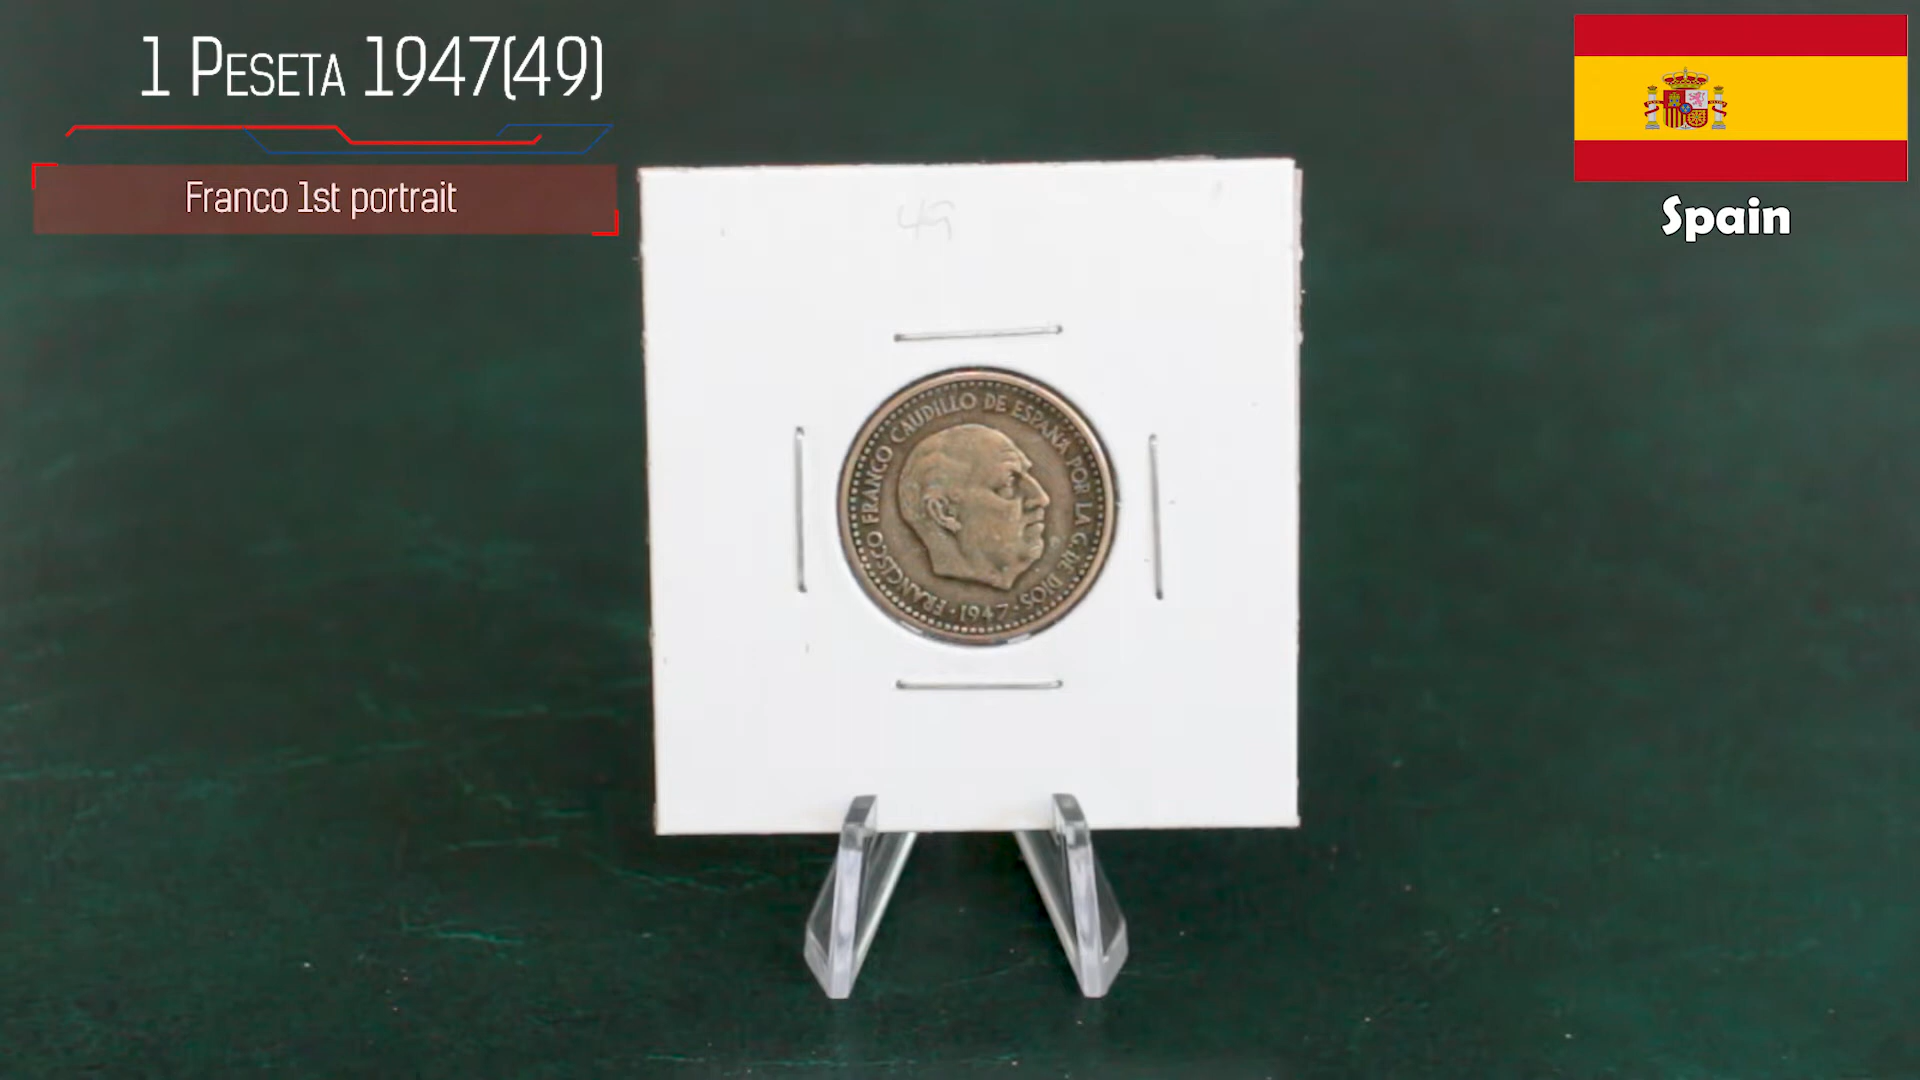 1 PESETA 1947(49)
Franco 1st portrait
Spain
49
FRANCISCO FRANCO CAUDILLO DE ESPAÑA POR LA G. DE DIOS
· 1947 ·